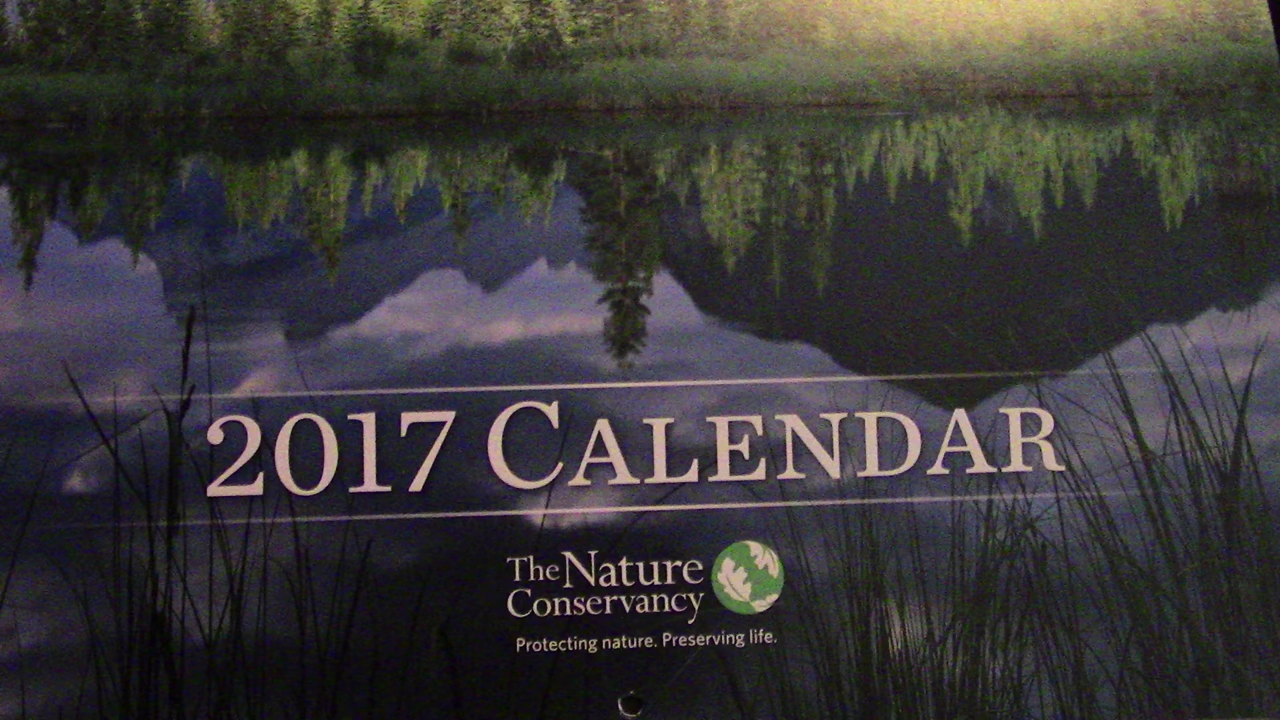 2017 CALENDAR
The Nature
Conservancy
Protecting nature. Preserving life.